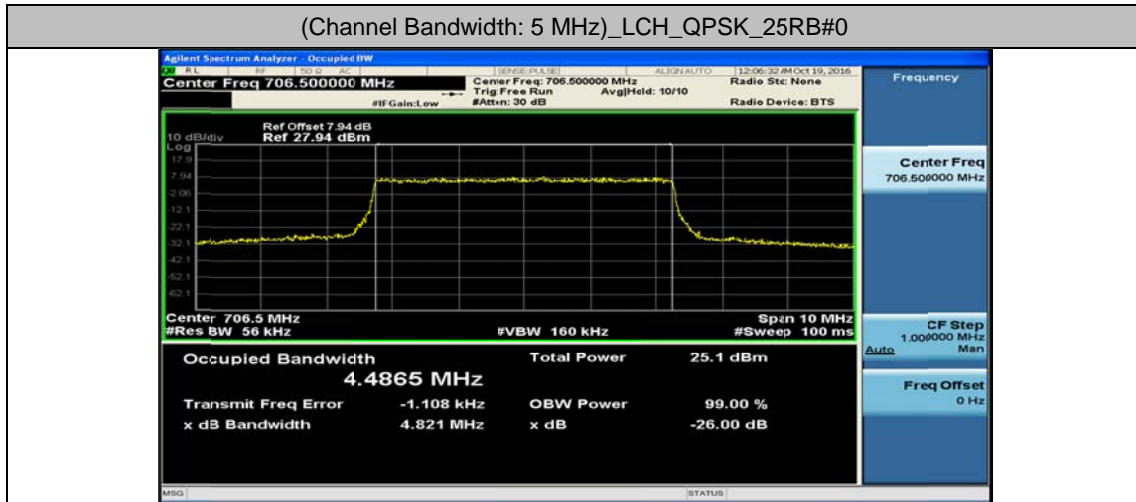 (Channel Bandwidth: 5 MHz)_LCH_QPSK_25RB#0
Agilent Spectrum Analyzer - Occupied BW
RL RF 50 Ω AC SENSE:PULSE ALIGN AUTO 12:06:32 AM Oct 19, 2016
Center Freq 706.500000 MHz
Center Freq: 706.500000 MHz
Radio Std: None
Trig: Free Run Avg|Hold: 10/10
#IFGain:Low
#Atten: 30 dB
Radio Device: BTS
Frequency
Ref Offset 7.94 dB
10 dB/div Ref 27.94 dBm
Log
17.9
7.94
-2.06
-12.1
-22.1
-32.1
-42.1
-52.1
-62.1
Center Freq
706.500000 MHz
Center 706.5 MHz
Span 10 MHz
#Res BW 56 kHz
#VBW 160 kHz
#Sweep 100 ms
CF Step
1.000000 MHz
Auto Man
Occupied Bandwidth
Total Power 25.1 dBm
4.4865 MHz
Transmit Freq Error -1.108 kHz
OBW Power 99.00 %
x dB Bandwidth 4.821 MHz
x dB -26.00 dB
Freq Offset
0 Hz
MSG
STATUS